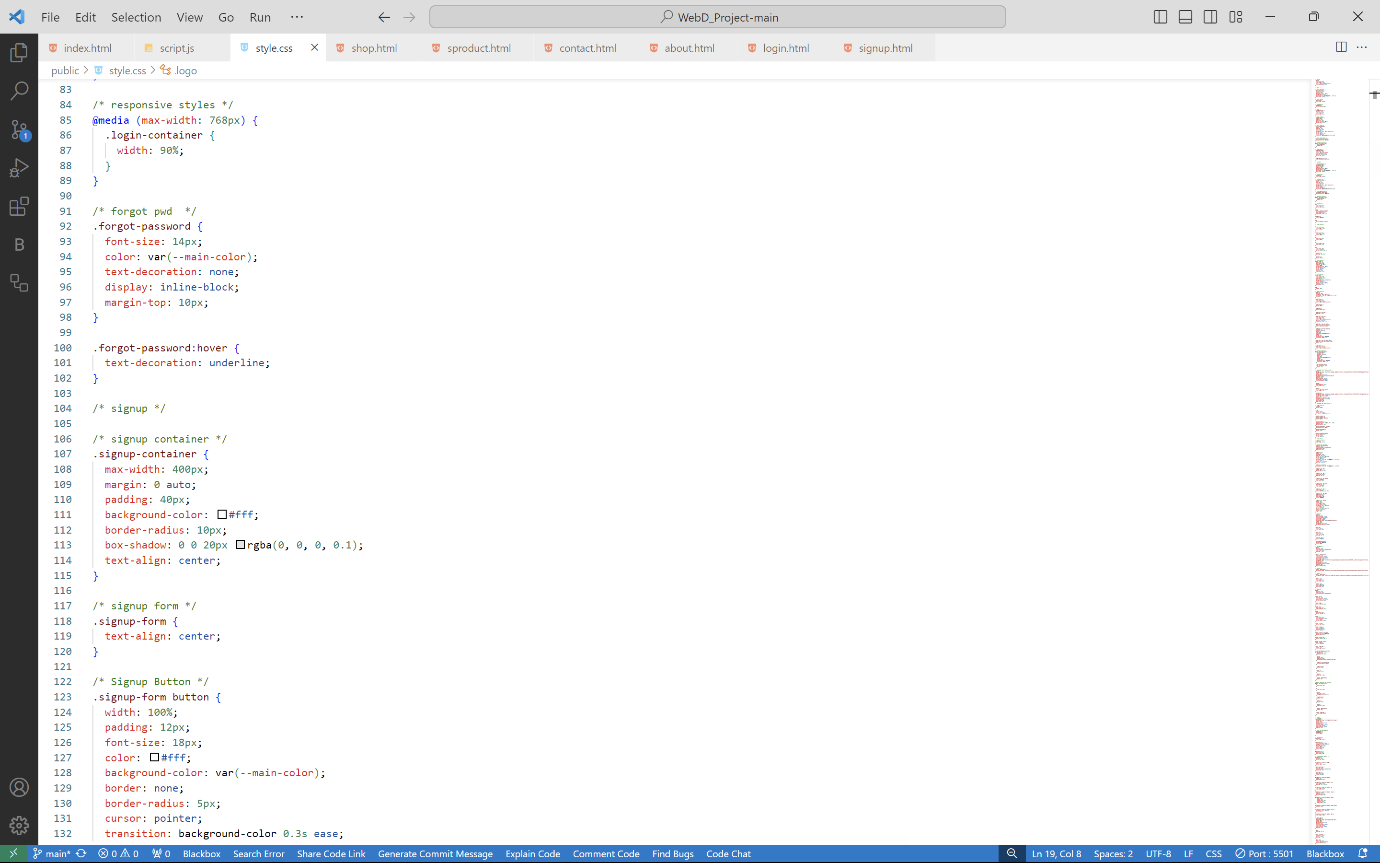 File Edit Selection View Go Run ··· WebD_Project-main
index.html script.js style.css shop.html sproduct.html contact.html about.html login.html signup.html
public > style.css > .logo
83
84 /* responsive styles */
85 @media (max-width: 768px) {
86 .login-container {
87 width: 90%;
88 }
89 }
90
91 /* forgot pwd  */
92 .forgot-password {
93 font-size: 14px;
94 color: var(--main-color);
95 text-decoration: none;
96 display: inline-block;
97 margin-top: 10px;
98 }
99
100 .forgot-password:hover {
101 text-decoration: underline;
102 }
103
104 /* signup */
105
106 /* signup container */
107 .signup-container {
108 max-width: 400px;
109 margin: 0 auto;
110 padding: 40px;
111 background-color: #fff;
112 border-radius: 10px;
113 box-shadow: 0 0 20px rgba(0, 0, 0, 0.1);
114 text-align: center;
115 }
116
117 /* signup form */
118 .signup-form {
119 text-align: center;
120 }
121
122 /* Signup Button */
123 .signup-form button {
124 width: 100%;
125 padding: 12px;
126 font-size: 18px;
127 color: #fff;
128 background-color: var(--main-color);
129 border: none;
130 border-radius: 5px;
131 cursor: pointer;
132 transition: background-color 0.3s ease;
1
B
main* 0 0 0 Blackbox Search Error Share Code Link Generate Commit Message Explain Code Comment Code Find Bugs Code Chat Ln 19, Col 8 Spaces: 2 UTF-8 LF CSS Port : 5501 Blackbox